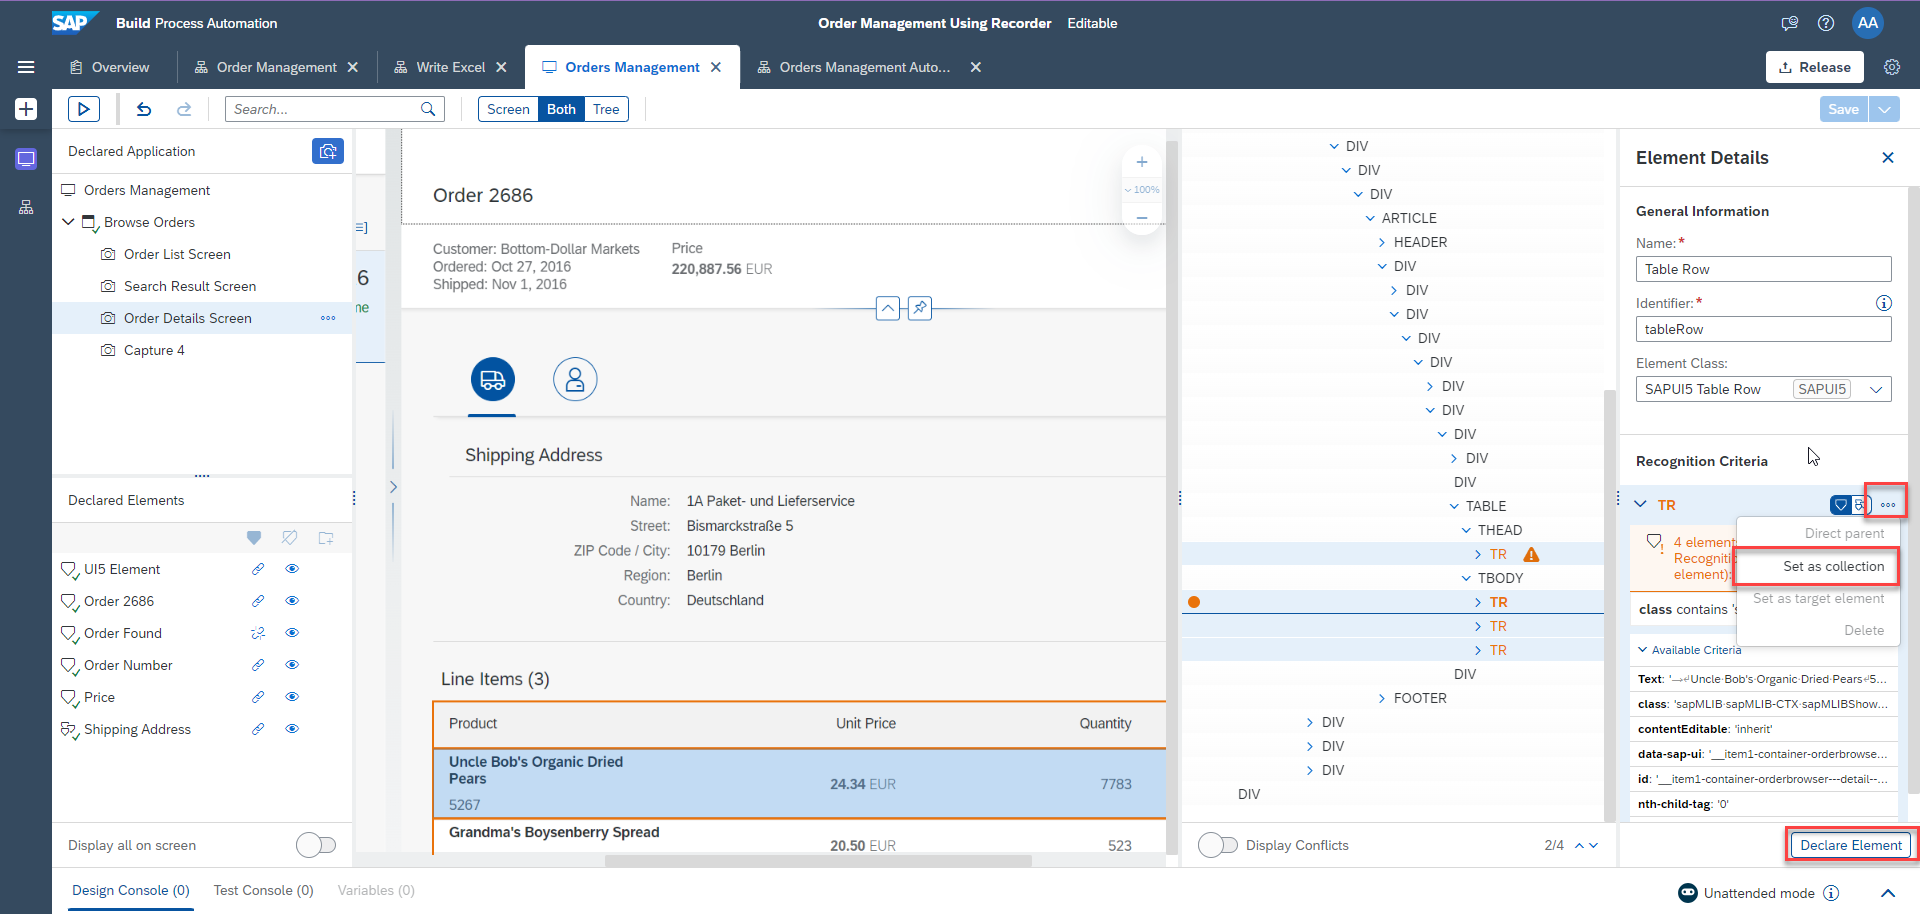 SAP Build Process Automation
Order Management Using Recorder Editable
AA
Overview
Order Management
Write Excel
Orders Management
Orders Management Auto...
Release
Search...
Screen Both Tree
Save
Declared Application
Orders Management
Browse Orders
Order List Screen
Search Result Screen
Order Details Screen
Capture 4
Declared Elements
UI5 Element
Order 2686
Order Found
Order Number
Price
Shipping Address
Display all on screen
6
me
Order 2686
100%
Customer: Bottom-Dollar Markets
Ordered: Oct 27, 2016
Shipped: Nov 1, 2016
Price
220,887.56 EUR
Shipping Address
Name: 1A Paket- und Lieferservice
Street: Bismarckstraße 5
ZIP Code / City: 10179 Berlin
Region: Berlin
Country: Deutschland
Line Items (3)
Product Unit Price Quantity
Uncle Bob's Organic Dried
Pears
5267
24.34 EUR
7783
Grandma's Boysenberry Spread
20.50 EUR
523
DIV
DIV
DIV
ARTICLE
HEADER
DIV
DIV
DIV
DIV
DIV
DIV
DIV
DIV
DIV
DIV
TABLE
THEAD
TR
TBODY
TR
TR
TR
DIV
FOOTER
DIV
DIV
DIV
DIV
Display Conflicts
2/4
Element Details
General Information
Name: *
Table Row
Identifier: *
tableRow
Element Class:
SAPUI5 Table Row SAPUI5
Recognition Criteria
TR
4 element
Recogniti
element):
Direct parent
Set as collection
Set as target element
Delete
class contains 's
Available Criteria
Text: '→↵Uncle·Bob's·Organic·Dried·Pears↵5...
class: 'sapMLIB·sapMLIB-CTX·sapMLIBShow...
contentEditable: 'inherit'
data-sap-ui: '__item1-container-orderbrowse...
id: '__item1-container-orderbrowser---detail--...
nth-child-tag: '0'
Declare Element
Design Console (0)
Test Console (0)
Variables (0)
Unattended mode